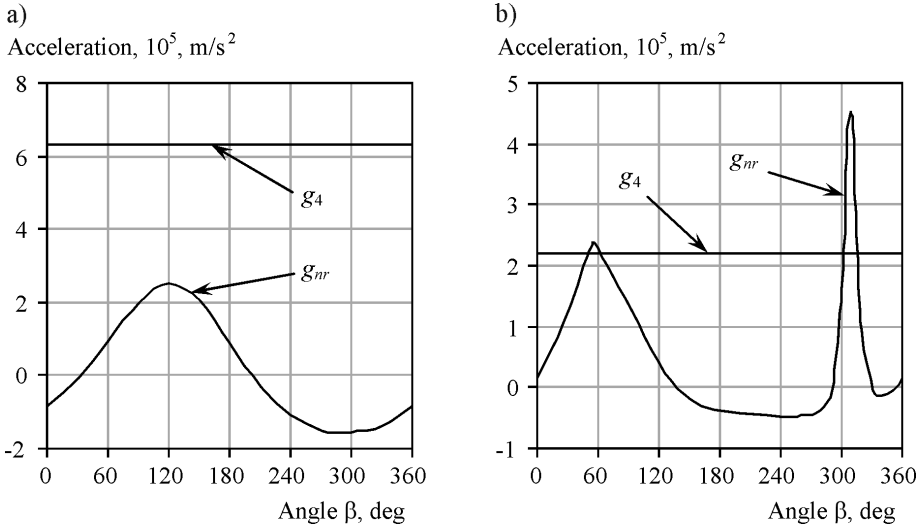 a)
Acceleration, 10⁵, m/s²
8
6
4
2
0
-2
g₄
gₙᵣ
0 60 120 180 240 300 360
Angle β, deg
b)
Acceleration, 10⁵, m/s²
5
4
3
2
1
0
-1
g₄
gₙᵣ
0 60 120 180 240 300 360
Angle β, deg